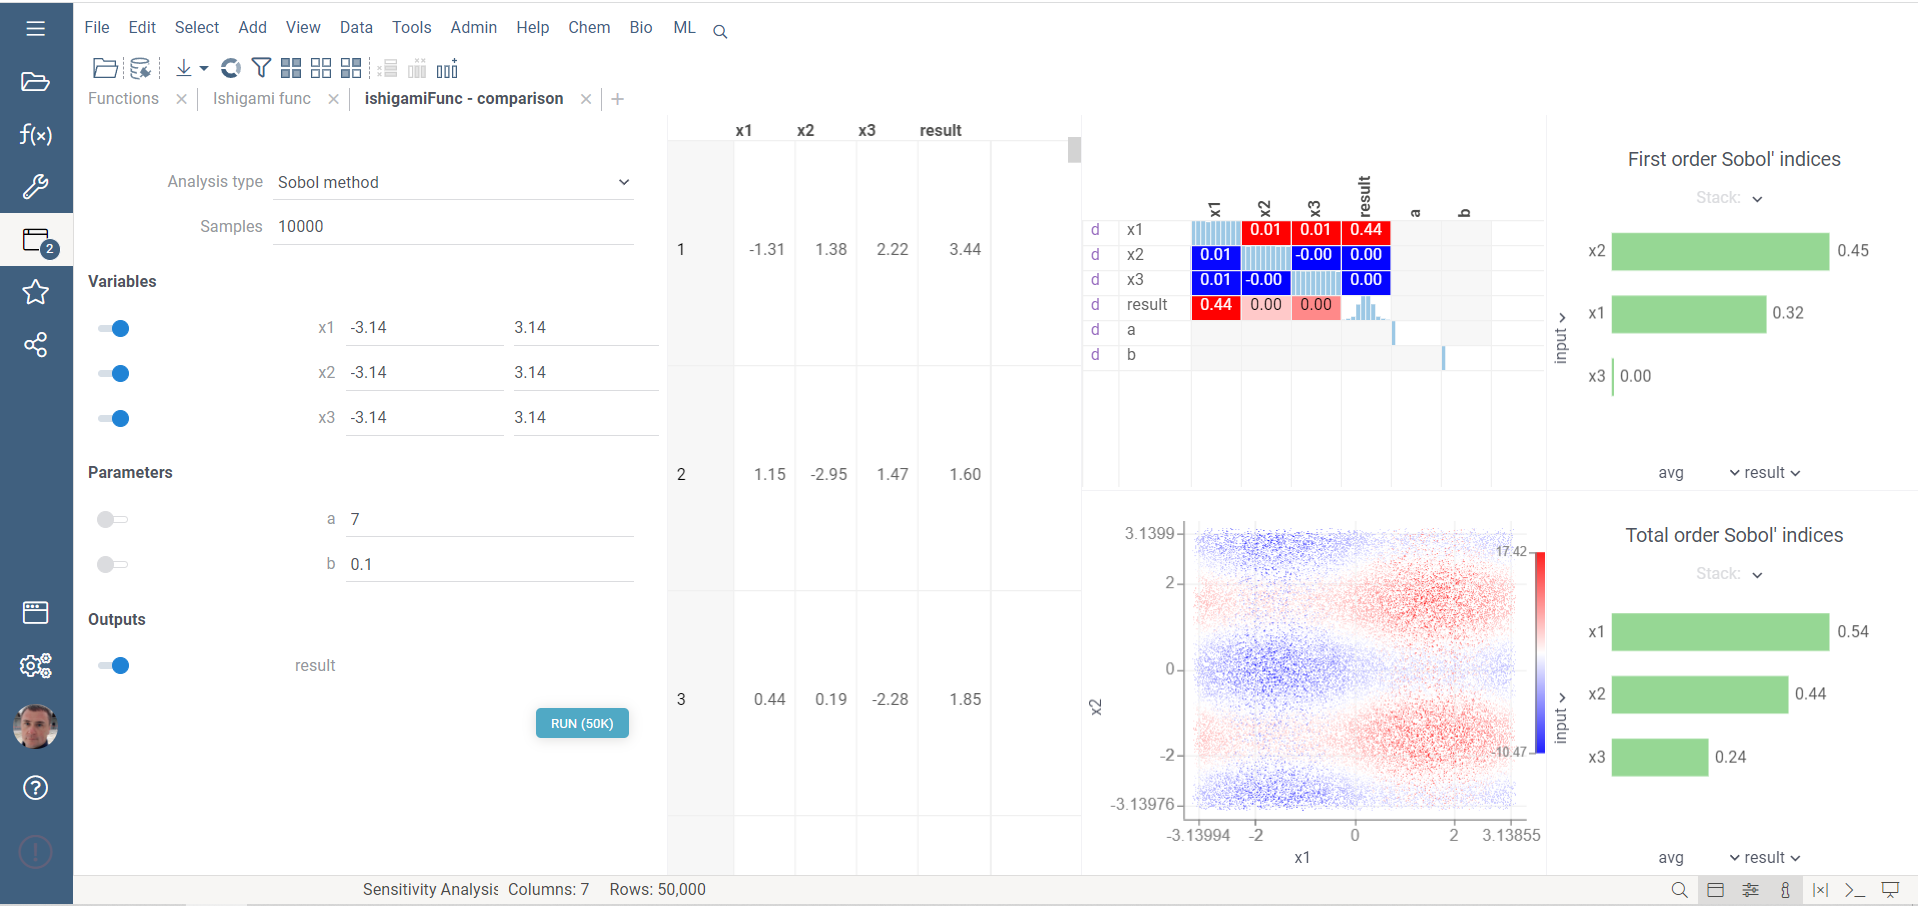 File Edit Select Add View Data Tools Admin Help Chem Bio ML
Functions Ishigami func ishigamiFunc - comparison
f(x)
2
Analysis type Sobol method
Samples 10000
Variables
x1 -3.14 3.14
x2 -3.14 3.14
x3 -3.14 3.14
Parameters
a 7
b 0.1
Outputs
result
RUN (50K)
x1 x2 x3 result
1 -1.31 1.38 2.22 3.44
2 1.15 -2.95 1.47 1.60
3 0.44 0.19 -2.28 1.85
x1 x2 x3 result a b
d x1 0.01 0.01 0.44
d x2 0.01 -0.00 0.00
d x3 0.01 -0.00 0.00
d result 0.44 0.00 0.00
d a
d b
3.1399
2
0
-2
-3.13976
x2
-3.13994 -2 0 2 3.13855
x1
17.42
-10.47
First order Sobol' indices
Stack:
x2 0.45
x1 0.32
x3 0.00
input
avg result
Total order Sobol' indices
Stack:
x1 0.54
x2 0.44
x3 0.24
input
avg result
Sensitivity Analysis Columns: 7 Rows: 50,000